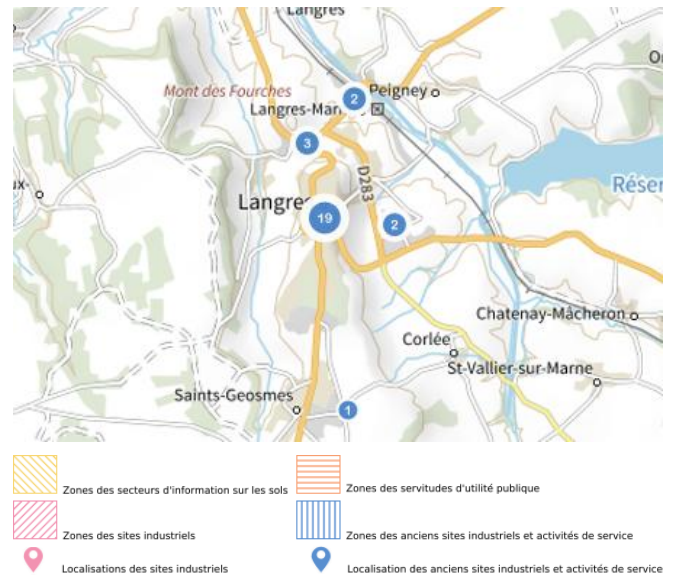 Langres
Mont des Fourches
2
Peigney
Langres-Mar
3
D283
Langres
19
2
Réser
Chatenay-Mâcheron
Corlée
St-Vallier-sur-Marne
Saints-Geosmes
1
Zones des secteurs d'information sur les sols
Zones des servitudes d'utilité publique
Zones des sites industriels
Zones des anciens sites industriels et activités de service
Localisations des sites industriels
Localisation des anciens sites industriels et activités de service